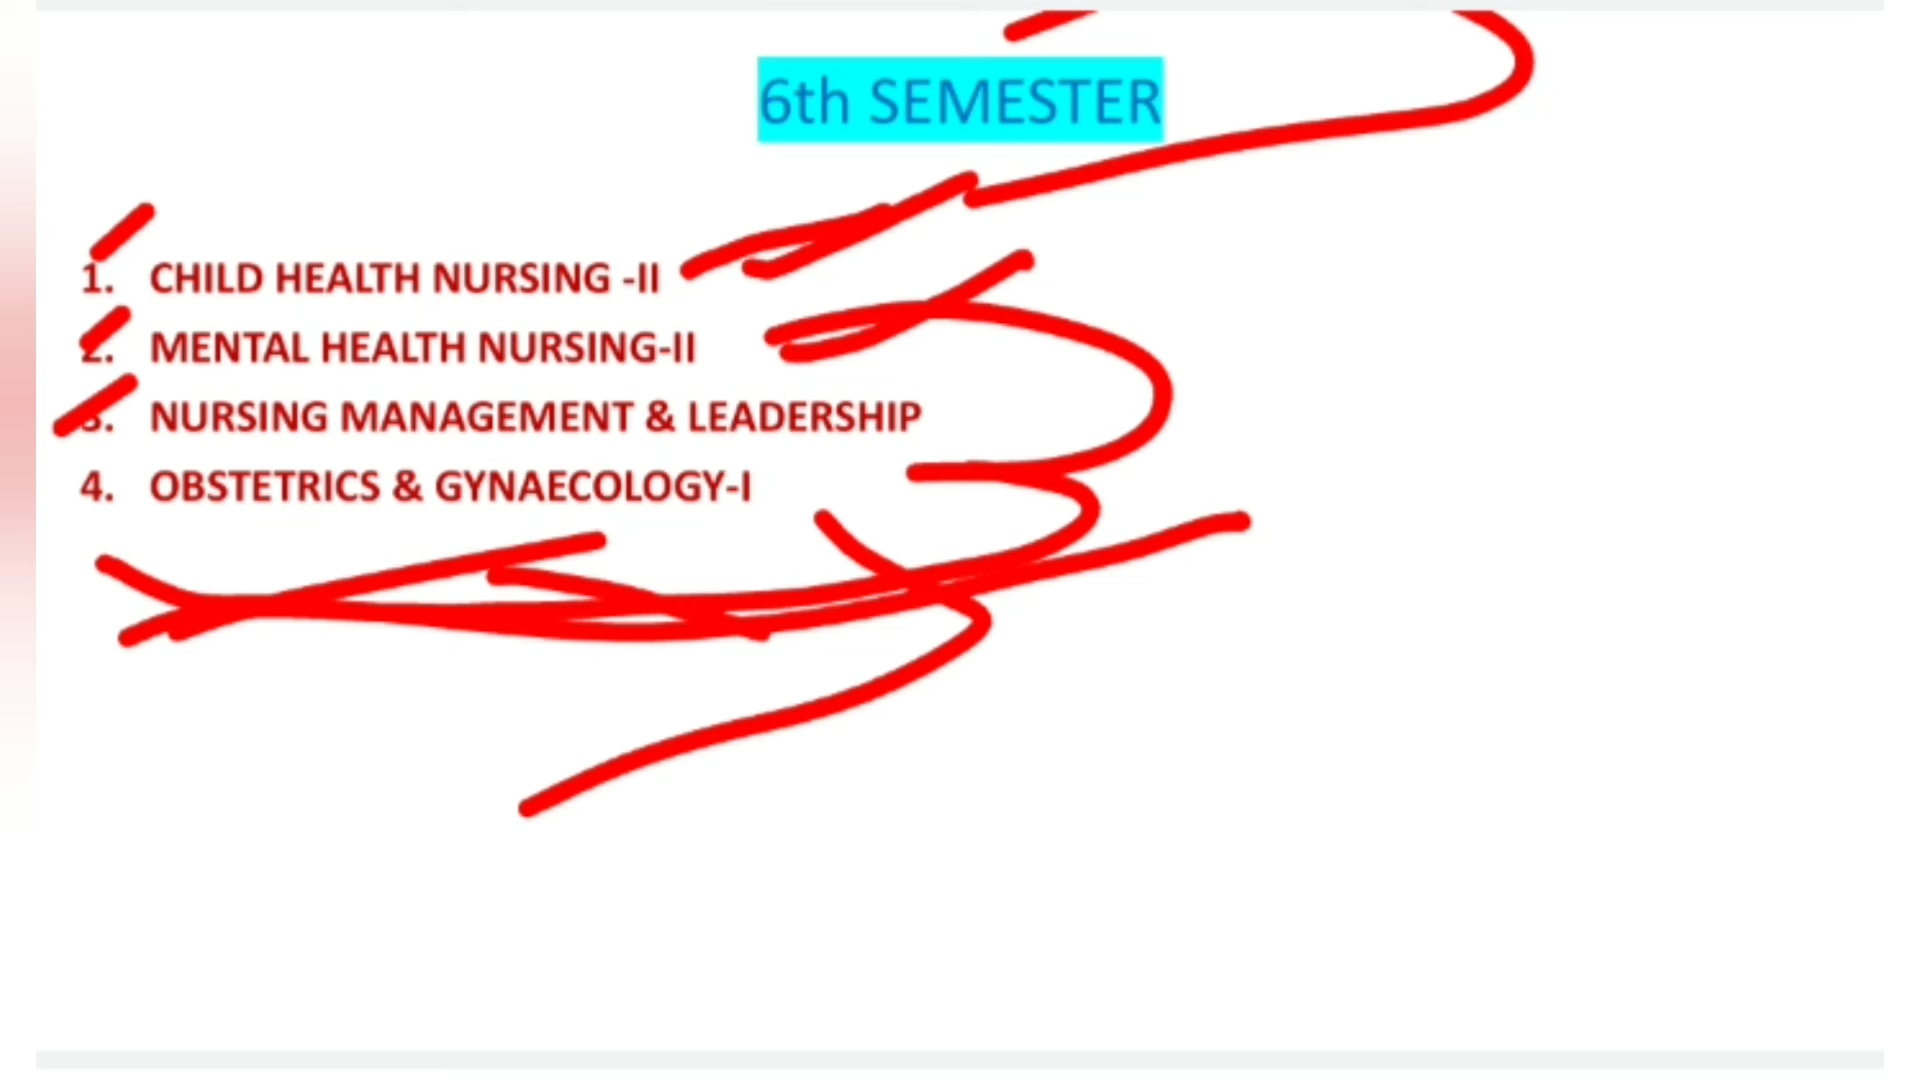 6th SEMESTER
1. CHILD HEALTH NURSING -II
2. MENTAL HEALTH NURSING-II
3. NURSING MANAGEMENT & LEADERSHIP
4. OBSTETRICS & GYNAECOLOGY-I